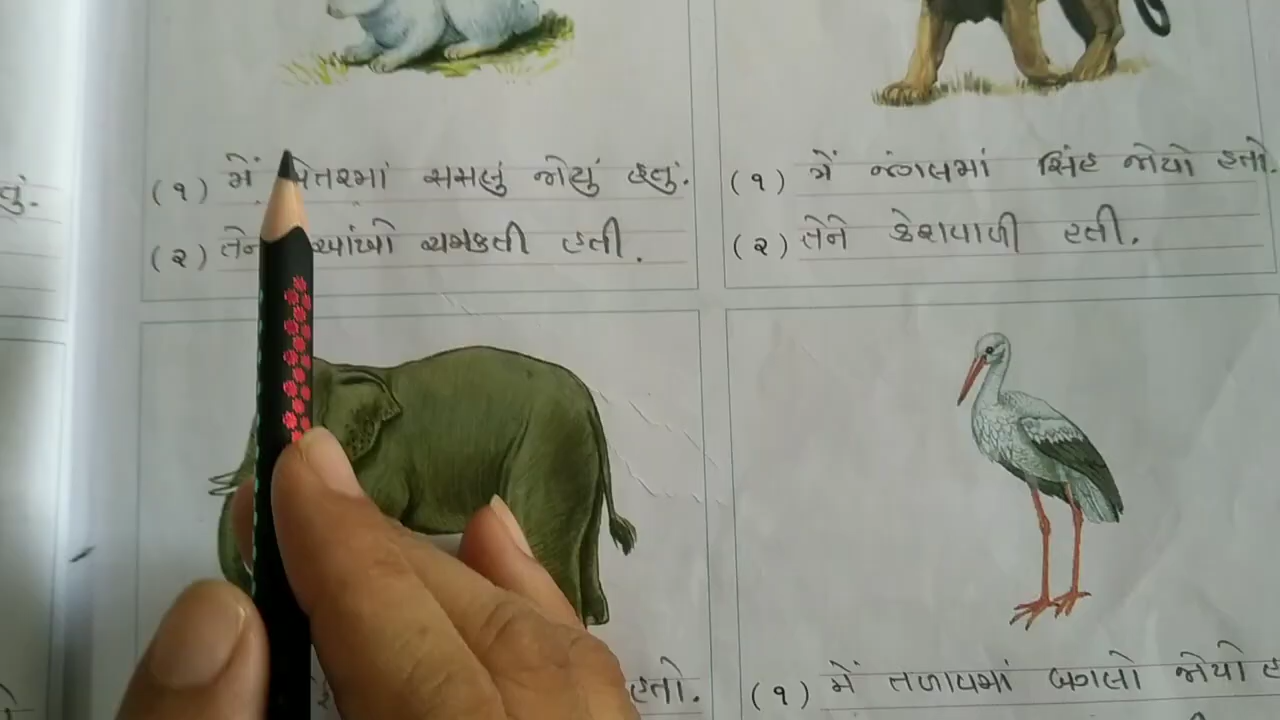 તું.
(૧) મેં ખેતરમાં સસલું જોયું હતું.
(૨) તેની આંખો ચમકતી હતી.
(૧) મેં જંગલમાં સિંહ જોયો હતો.
(૨) તેને કેશવાળી હતી.
હતો.
(૧) મેં તળાવમાં બગલો જોયો